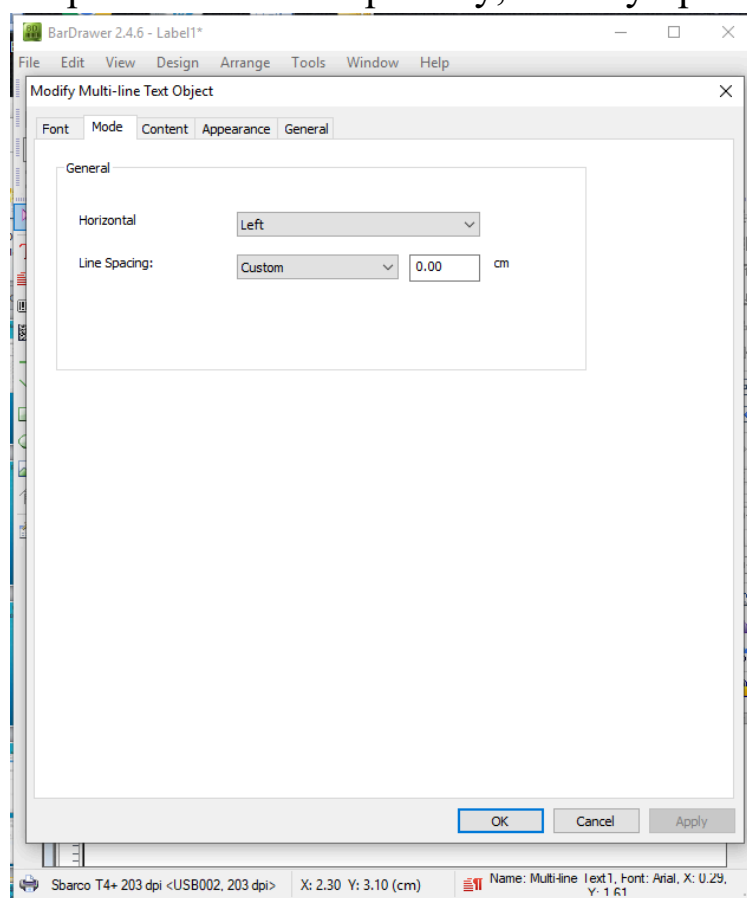 BarDrawer 2.4.6 - Label1*
File Edit View Design Arrange Tools Window Help
Modify Multi-line Text Object
Font Mode Content Appearance General
General
Horizontal Left
Line Spacing: Custom 0.00 cm
OK Cancel Apply
Sbarco T4+ 203 dpi <USB002, 203 dpi> X: 2.30 Y: 3.10 (cm) Name: Multi-line Text1, Font: Arial, X: 0.29,
Y: 1.61